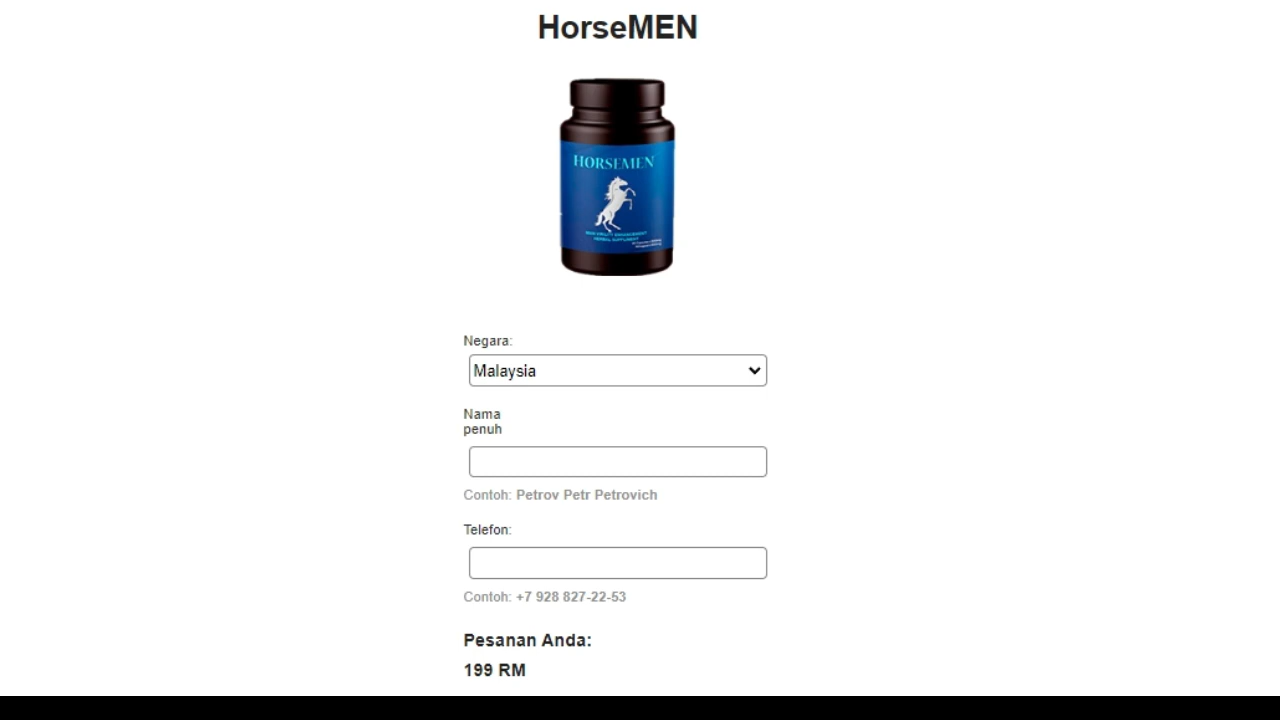 HorseMEN
HORSEMEN
Negara:
Malaysia
Nama
penuh
Contoh: Petrov Petr Petrovich
Telefon:
Contoh: +7 928 827-22-53
Pesanan Anda:
199 RM